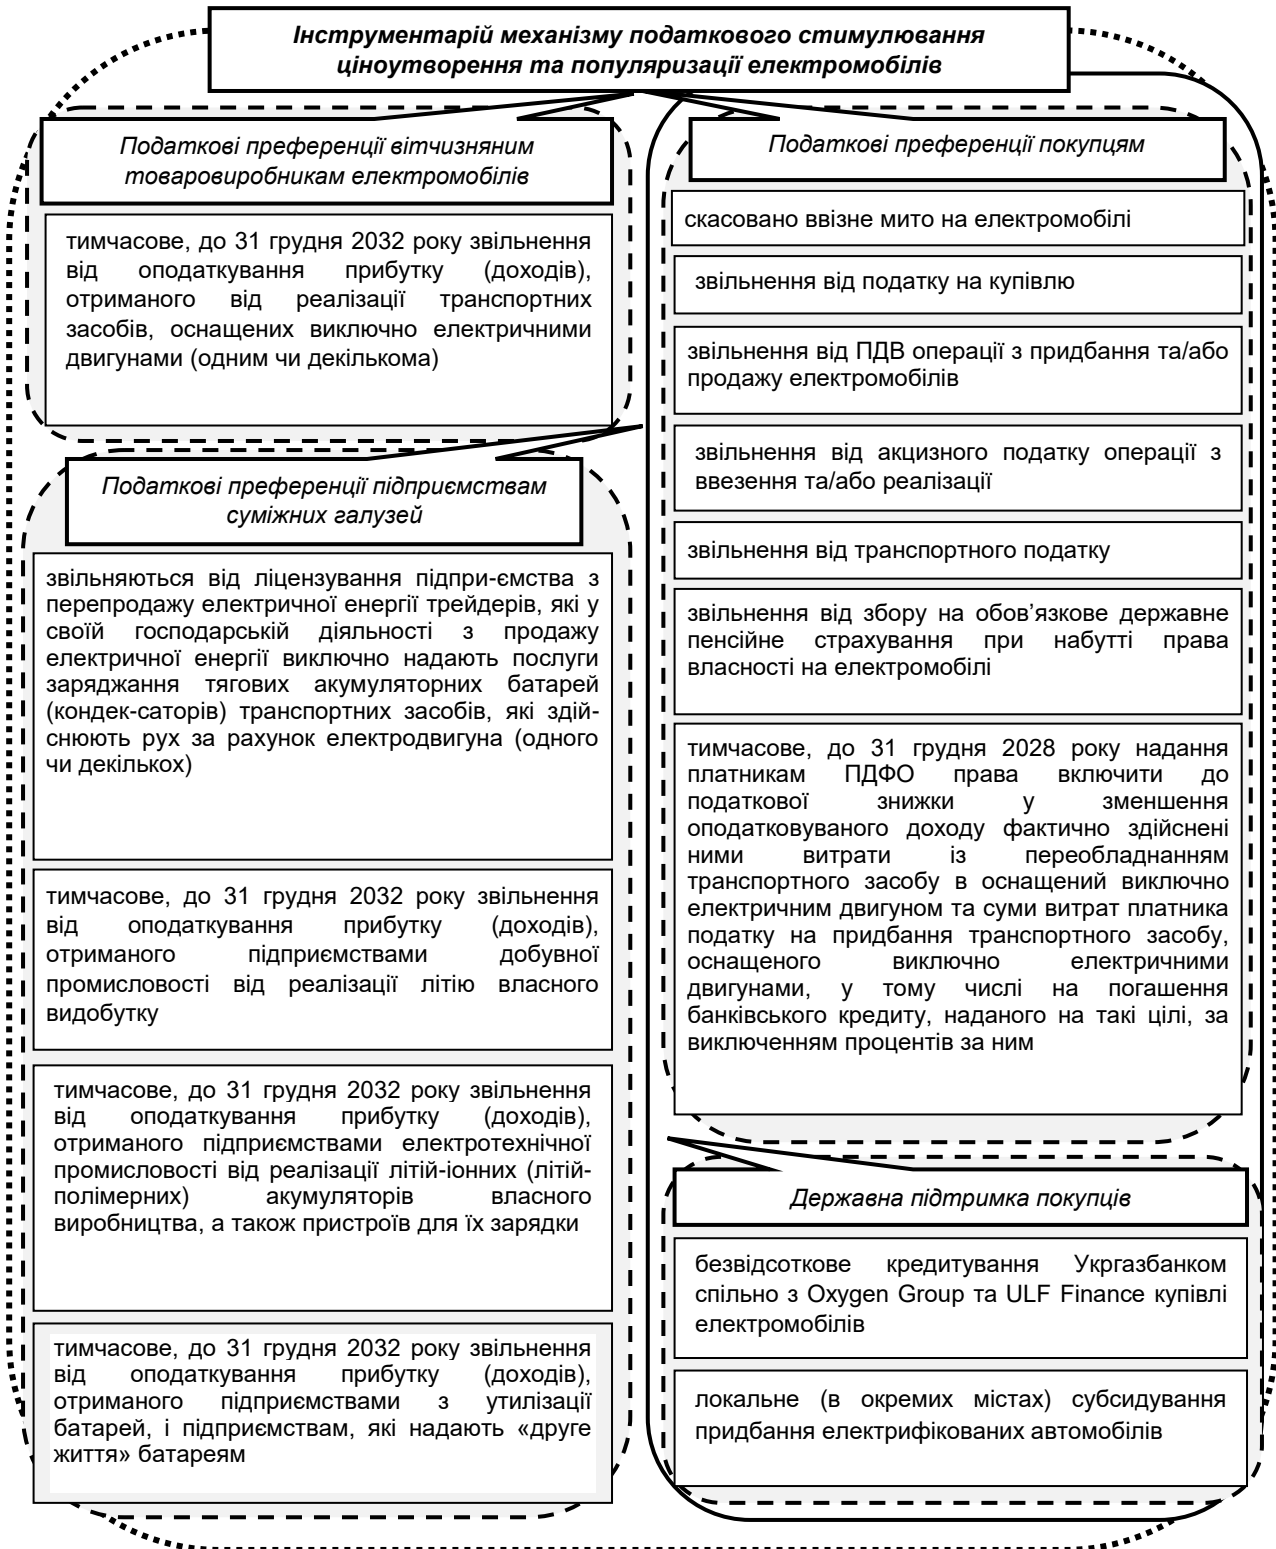 Інструментарій механізму податкового стимулювання
ціноутворення та популяризації електромобілів
Податкові преференції вітчизняним
товаровиробникам електромобілів
тимчасове, до 31 грудня 2032 року звільнення
від оподаткування прибутку (доходів),
отриманого від реалізації транспортних
засобів, оснащених виключно електричними
двигунами (одним чи декількома)
Податкові преференції підприємствам
суміжних галузей
звільняються від ліцензування підпри-ємства з
перепродажу електричної енергії трейдерів, які у
своїй господарській діяльності з продажу
електричної енергії виключно надають послуги
заряджання тягових акумуляторних батарей
(кондек-саторів) транспортних засобів, які здій-
снюють рух за рахунок електродвигуна (одного
чи декількох)
тимчасове, до 31 грудня 2032 року звільнення
від оподаткування прибутку (доходів),
отриманого підприємствами добувної
промисловості від реалізації літію власного
видобутку
тимчасове, до 31 грудня 2032 року звільнення
від оподаткування прибутку (доходів),
отриманого підприємствами електротехнічної
промисловості від реалізації літій-іонних (літій-
полімерних) акумуляторів власного
виробництва, а також пристроїв для їх зарядки
тимчасове, до 31 грудня 2032 року звільнення
від оподаткування прибутку (доходів),
отриманого підприємствами з утилізації
батарей, і підприємствам, які надають «друге
життя» батареям
Податкові преференції покупцям
скасовано ввізне мито на електромобілі
звільнення від податку на купівлю
звільнення від ПДВ операції з придбання та/або
продажу електромобілів
звільнення від акцизного податку операції з
ввезення та/або реалізації
звільнення від транспортного податку
звільнення від збору на обов’язкове державне
пенсійне страхування при набутті права
власності на електромобілі
тимчасове, до 31 грудня 2028 року надання
платникам ПДФО права включити до
податкової знижки у зменшення
оподатковуваного доходу фактично здійснені
ними витрати із переобладнанням
транспортного засобу в оснащений виключно
електричним двигуном та суми витрат платника
податку на придбання транспортного засобу,
оснащеного виключно електричними
двигунами, у тому числі на погашення
банківського кредиту, наданого на такі цілі, за
виключенням процентів за ним
Державна підтримка покупців
безвідсоткове кредитування Укргазбанком
спільно з Oxygen Group та ULF Finance купівлі
електромобілів
локальне (в окремих містах) субсидування
придбання електрифікованих автомобілів